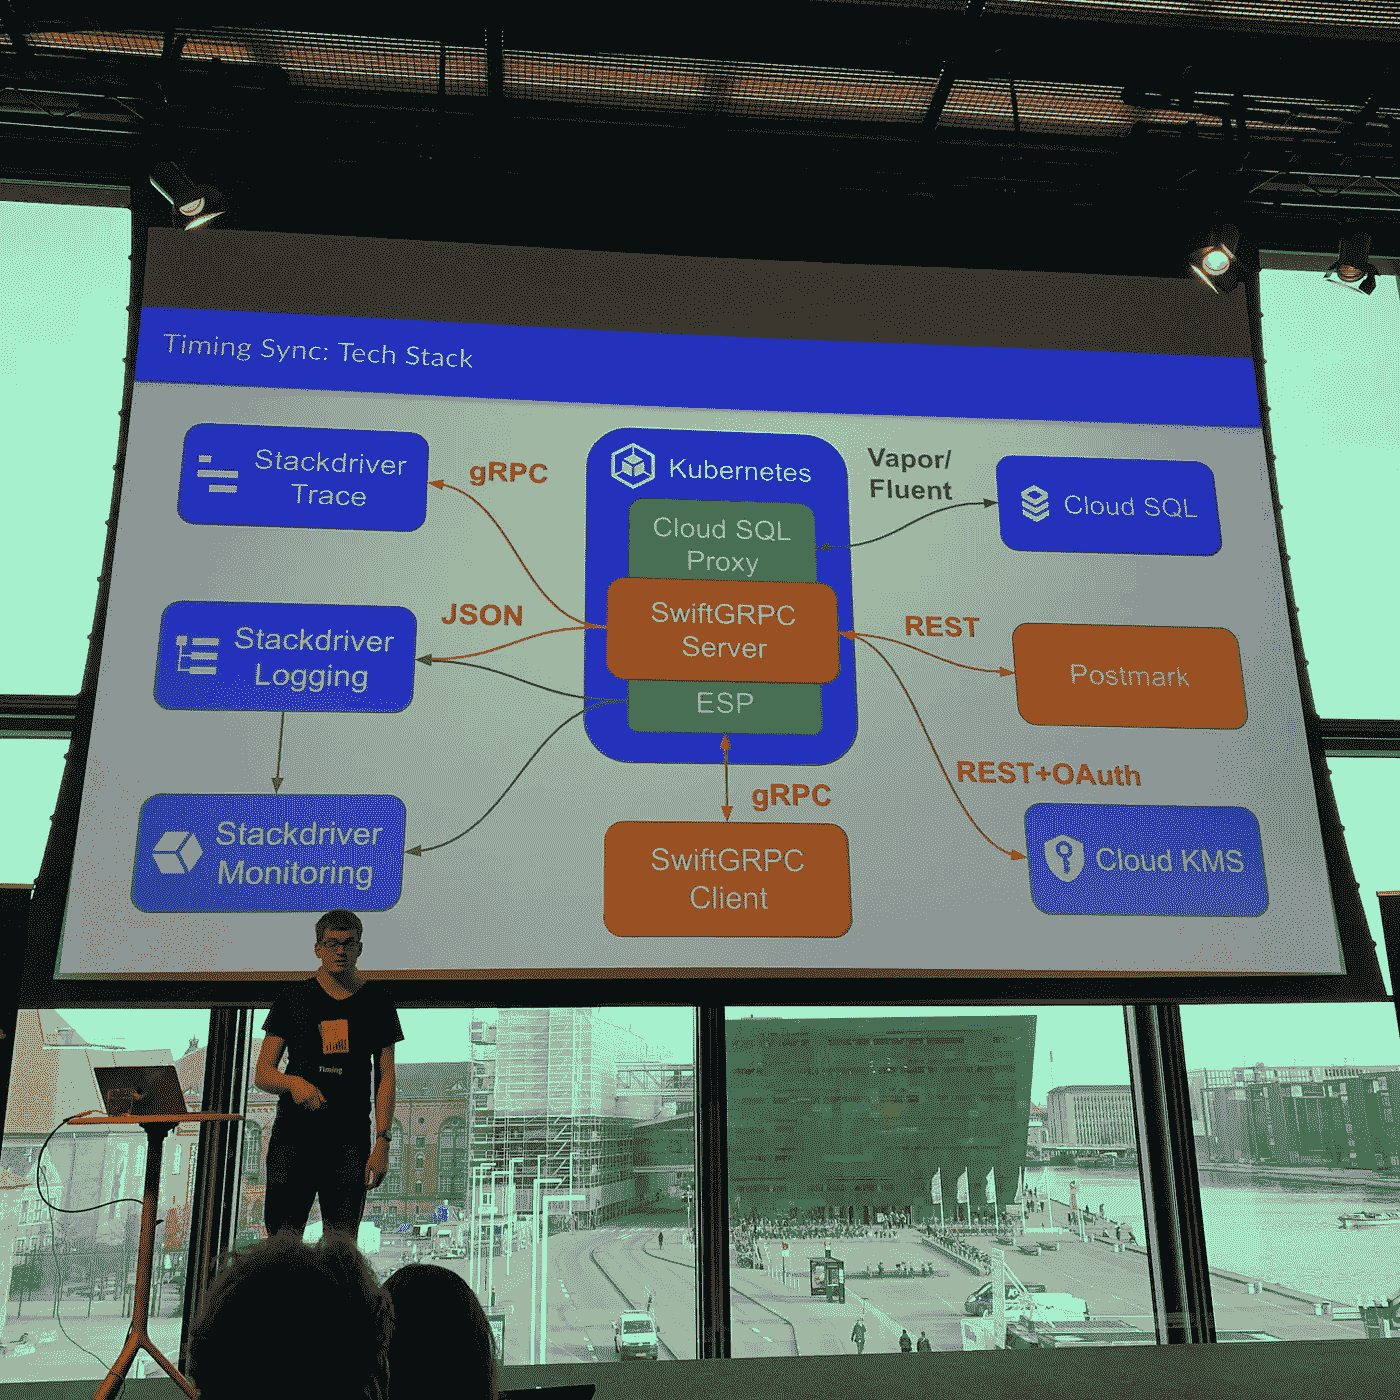 Timing Sync: Tech Stack
Stackdriver
Trace
gRPC
Kubernetes
Vapor/
Fluent
Cloud SQL
Cloud SQL
Proxy
JSON
SwiftGRPC
Server
REST
Stackdriver
Logging
Postmark
ESP
REST+OAuth
gRPC
Stackdriver
Monitoring
SwiftGRPC
Client
Cloud KMS
Timing